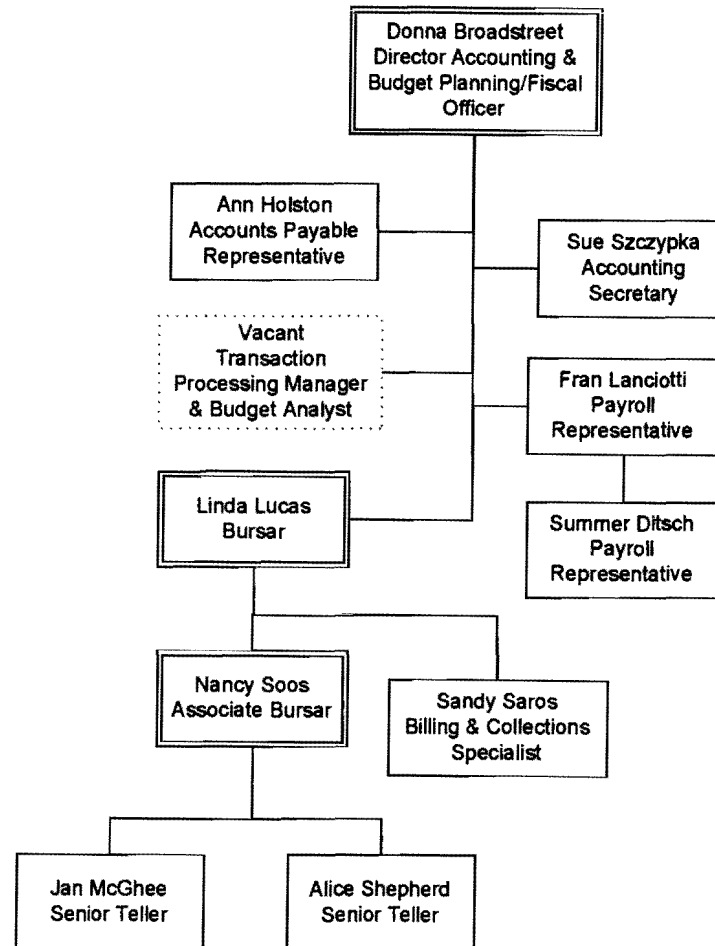 Donna Broadstreet
Director Accounting &
Budget Planning/Fiscal
Officer
Ann Holston
Accounts Payable
Representative
Sue Szczypka
Accounting
Secretary
Vacant
Transaction
Processing Manager
& Budget Analyst
Fran Lanciotti
Payroll
Representative
Linda Lucas
Bursar
Summer Ditsch
Payroll
Representative
Nancy Soos
Associate Bursar
Sandy Saros
Billing & Collections
Specialist
Jan McGhee
Senior Teller
Alice Shepherd
Senior Teller